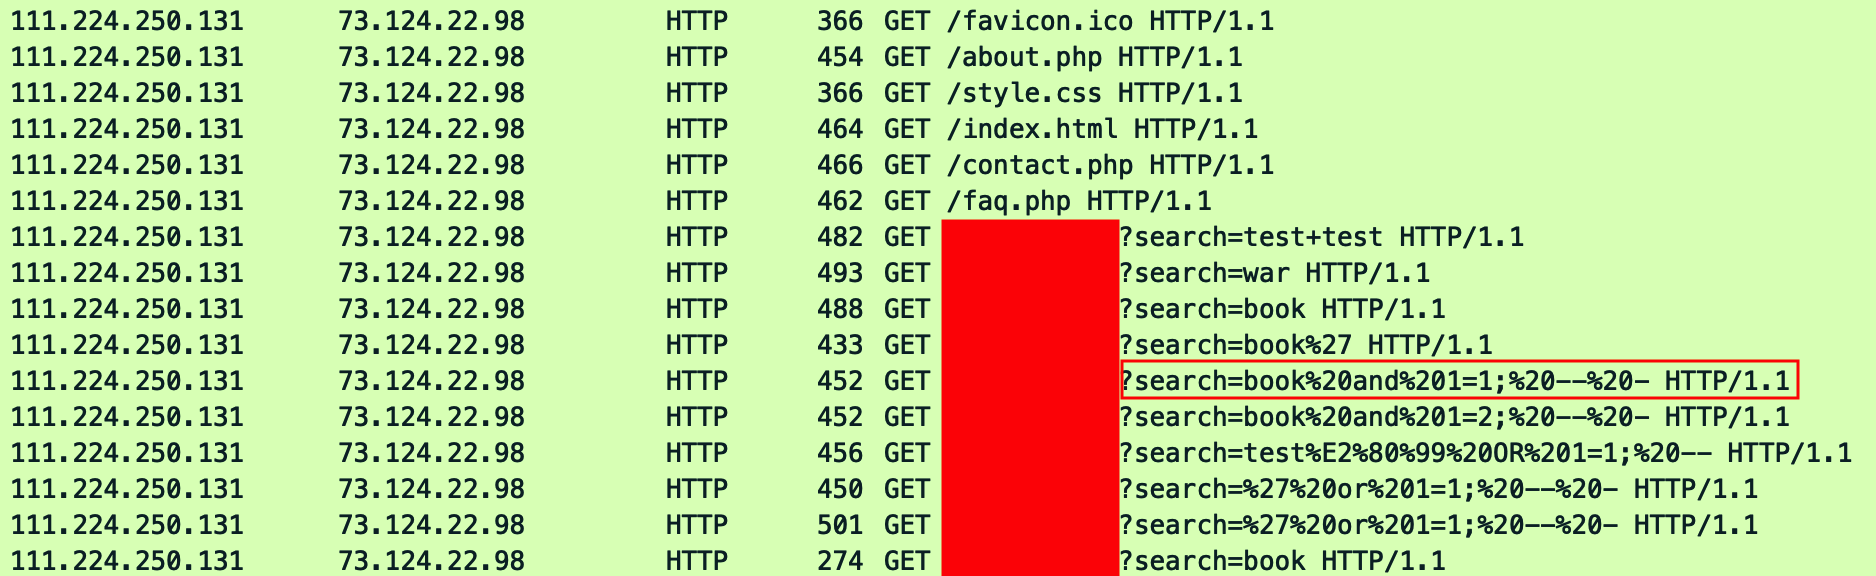 111.224.250.131 73.124.22.98 HTTP 366 GET /favicon.ico HTTP/1.1
111.224.250.131 73.124.22.98 HTTP 454 GET /about.php HTTP/1.1
111.224.250.131 73.124.22.98 HTTP 366 GET /style.css HTTP/1.1
111.224.250.131 73.124.22.98 HTTP 464 GET /index.html HTTP/1.1
111.224.250.131 73.124.22.98 HTTP 466 GET /contact.php HTTP/1.1
111.224.250.131 73.124.22.98 HTTP 462 GET /faq.php HTTP/1.1
111.224.250.131 73.124.22.98 HTTP 482 GET ?search=test+test HTTP/1.1
111.224.250.131 73.124.22.98 HTTP 493 GET ?search=war HTTP/1.1
111.224.250.131 73.124.22.98 HTTP 488 GET ?search=book HTTP/1.1
111.224.250.131 73.124.22.98 HTTP 433 GET ?search=book%27 HTTP/1.1
111.224.250.131 73.124.22.98 HTTP 452 GET ?search=book%20and%201=1;%20--%20- HTTP/1.1
111.224.250.131 73.124.22.98 HTTP 452 GET ?search=book%20and%201=2;%20--%20- HTTP/1.1
111.224.250.131 73.124.22.98 HTTP 456 GET ?search=test%E2%80%99%20OR%201=1;%20-- HTTP/1.1
111.224.250.131 73.124.22.98 HTTP 450 GET ?search=%27%20or%201=1;%20--%20- HTTP/1.1
111.224.250.131 73.124.22.98 HTTP 501 GET ?search=%27%20or%201=1;%20--%20- HTTP/1.1
111.224.250.131 73.124.22.98 HTTP 274 GET ?search=book HTTP/1.1